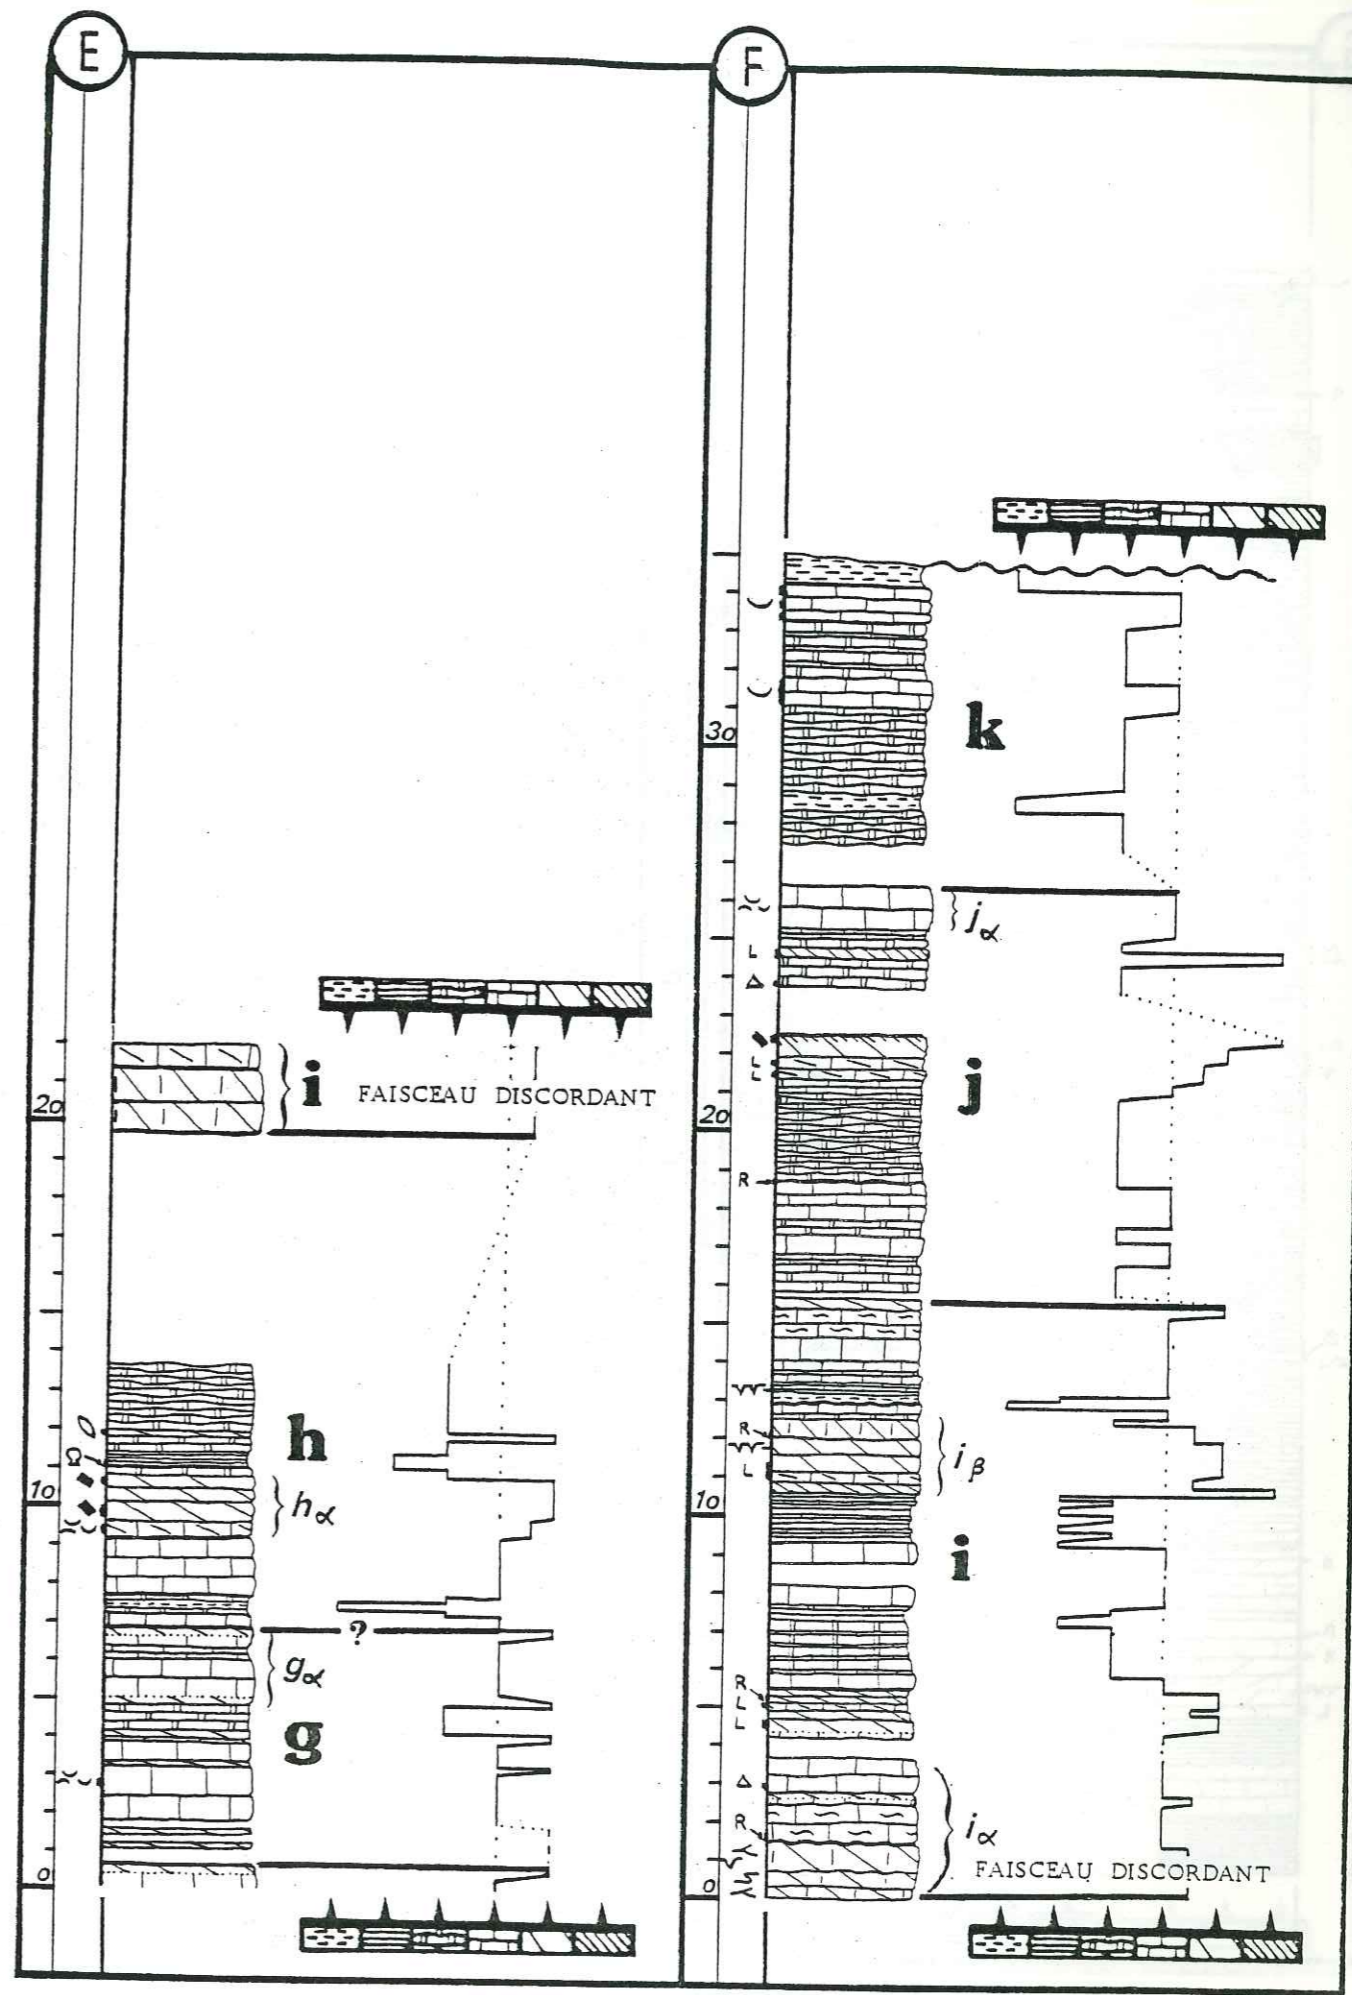 E
F
30
k
jα
L
Δ
i FAISCEAU DISCORDANT
20
j
20
R
h
hα
10
R
L
iβ
10
i
?
gα
g
R
L
L
Δ
R
iα
FAISCEAU DISCORDANT
0
0